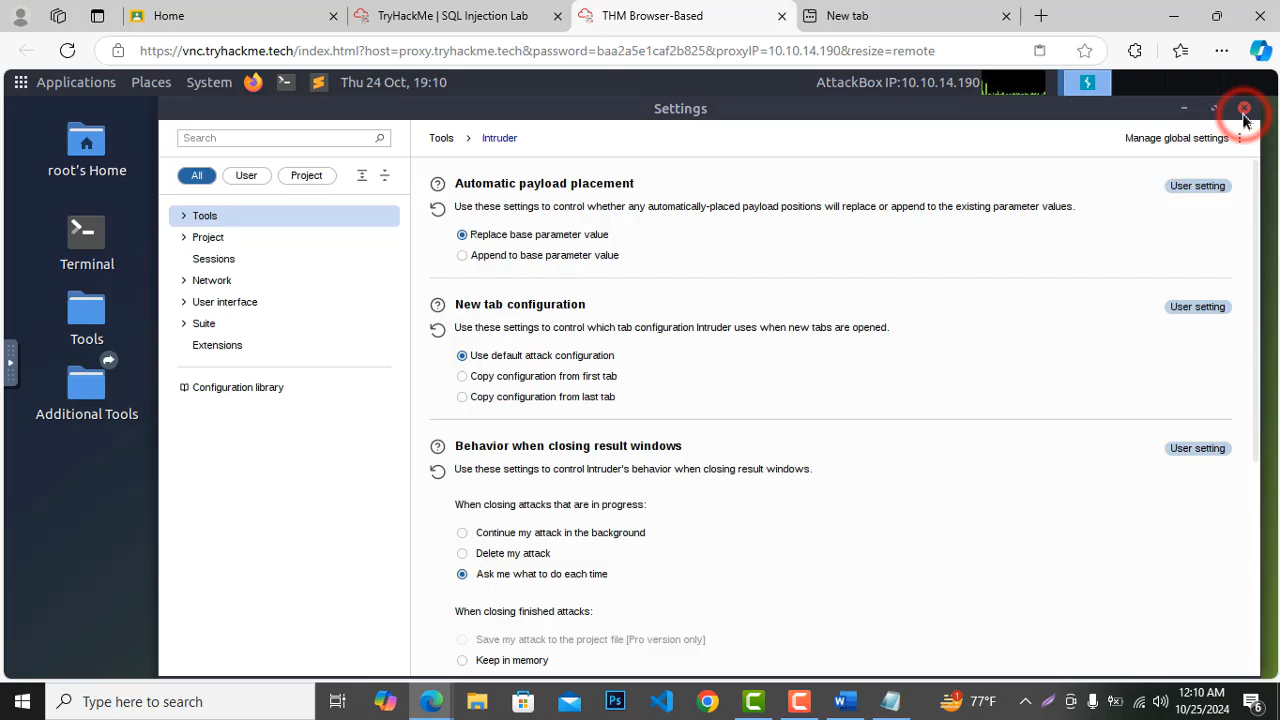 Home
TryHackMe | SQL Injection Lab
THM Browser-Based
New tab
https://vnc.tryhackme.tech/index.html?host=proxy.tryhackme.tech&password=baa2a5e1caf2b825&proxyIP=10.10.14.190&resize=remote
Applications Places System Thu 24 Oct, 19:10 AttackBox IP:10.10.14.190
Settings
root's Home
Terminal
Tools
Additional Tools
Search
All User Project
Tools
Project
Sessions
Network
User interface
Suite
Extensions
Configuration library
Tools > Intruder
Manage global settings
Automatic payload placement
User setting
Use these settings to control whether any automatically-placed payload positions will replace or append to the existing parameter values.
Replace base parameter value
Append to base parameter value
New tab configuration
User setting
Use these settings to control which tab configuration Intruder uses when new tabs are opened.
Use default attack configuration
Copy configuration from first tab
Copy configuration from last tab
Behavior when closing result windows
User setting
Use these settings to control Intruder's behavior when closing result windows.
When closing attacks that are in progress:
Continue my attack in the background
Delete my attack
Ask me what to do each time
When closing finished attacks:
Save my attack to the project file [Pro version only]
Keep in memory
Type here to search
Ps
77°F
12:10 AM
10/25/2024
6